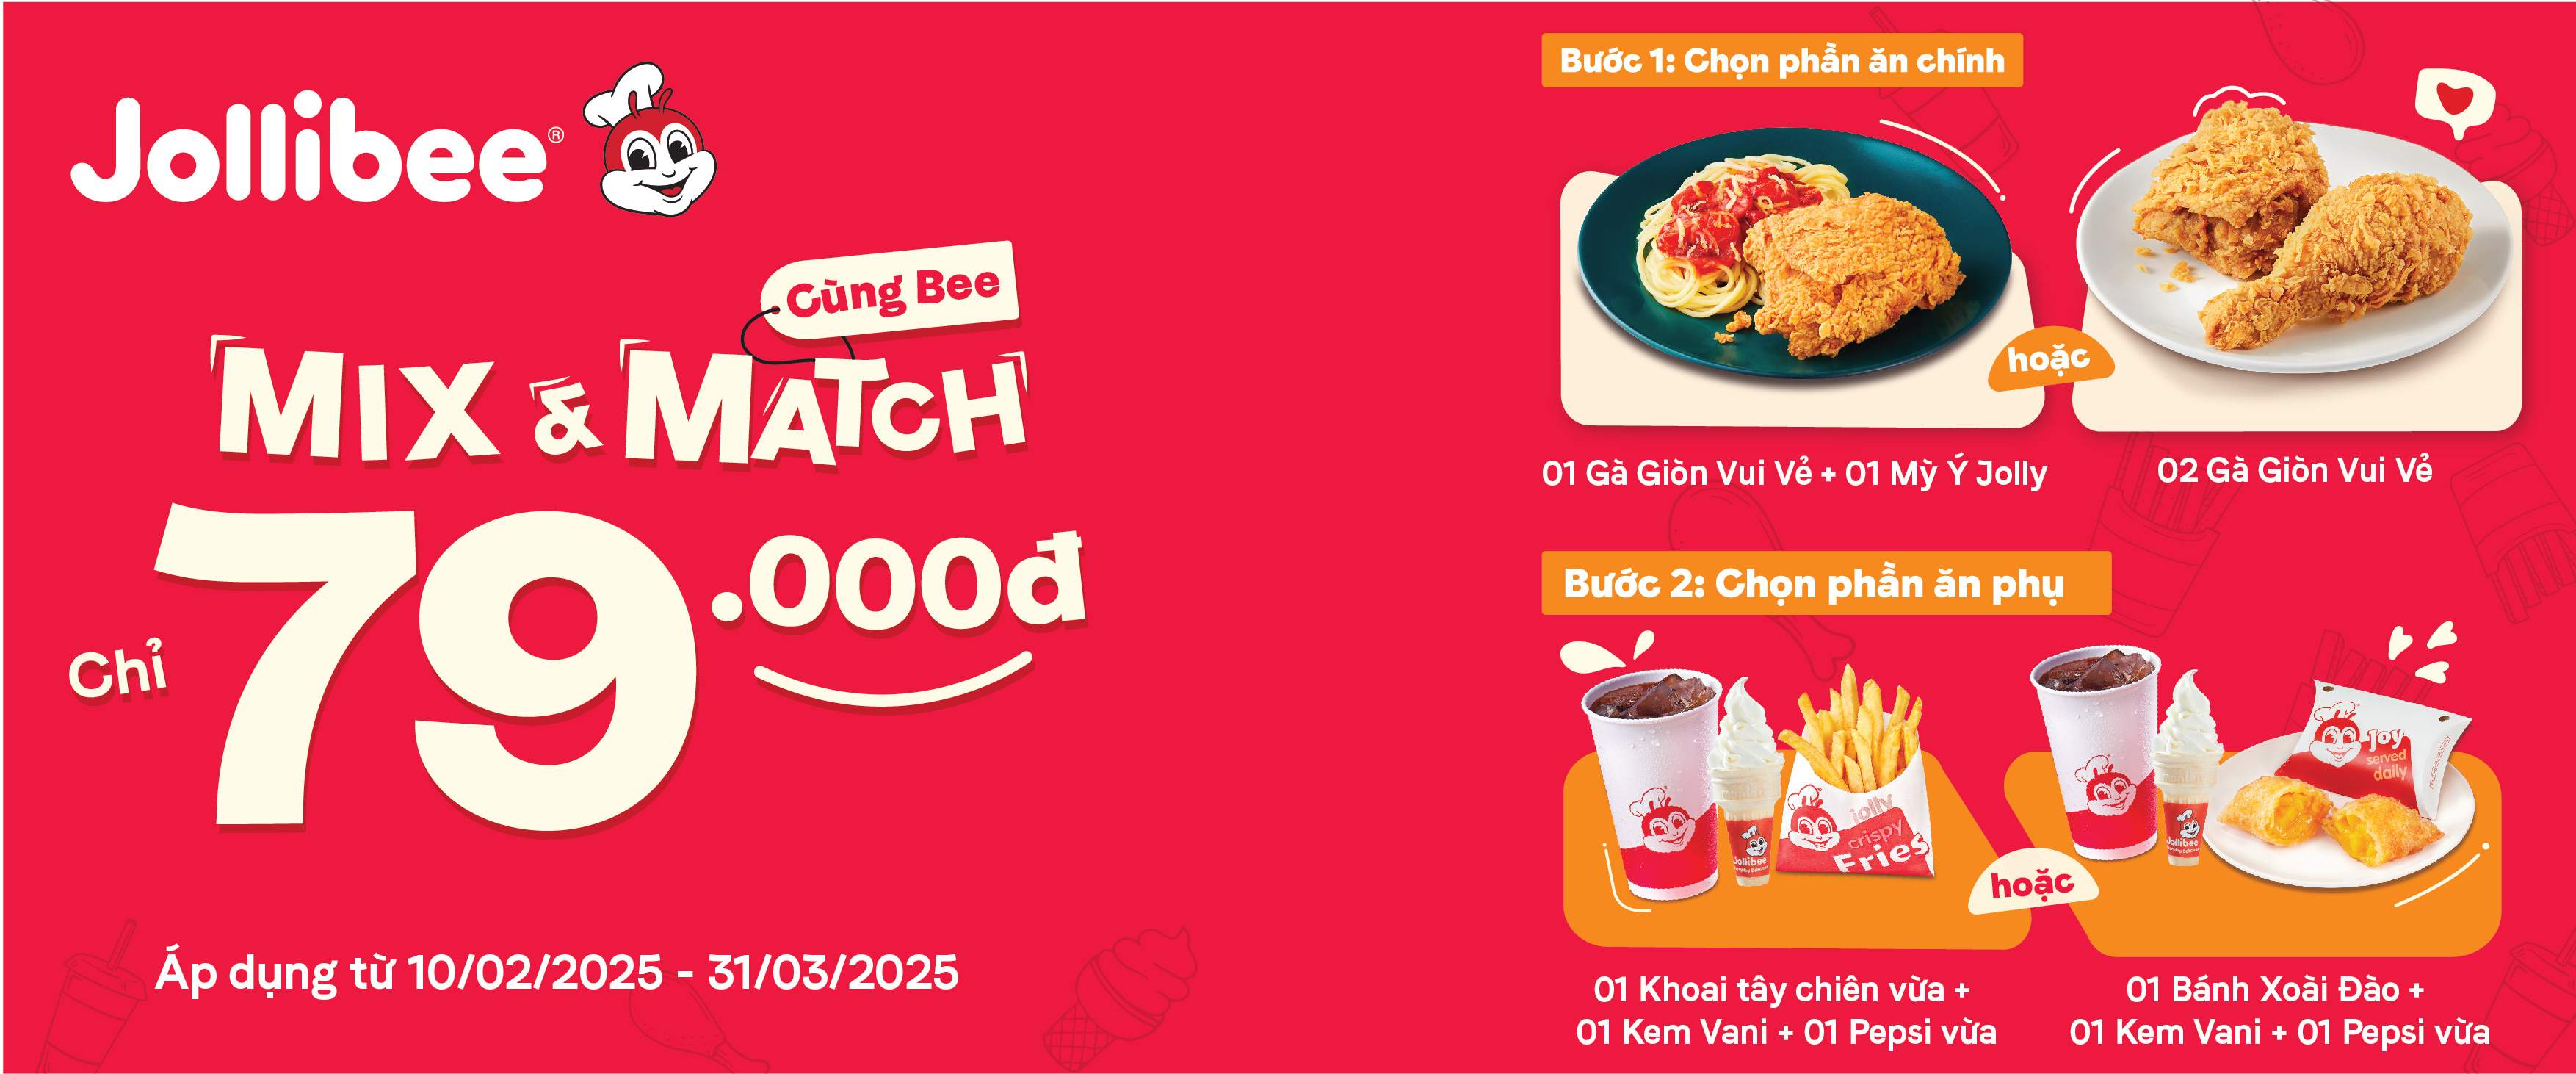 Jollibee®
Cùng Bee
MIX & MATCH
Chỉ 79.000đ
Áp dụng từ 10/02/2025 - 31/03/2025
Bước 1: Chọn phần ăn chính
hoặc
01 Gà Giòn Vui Vẻ + 01 Mỳ Ý Jolly
02 Gà Giòn Vui Vẻ
Bước 2: Chọn phần ăn phụ
Jollibee
jolly
crispy
Fries
hoặc
Jollibee
Joy
served
daily
01 Khoai tây chiên vừa +
01 Kem Vani + 01 Pepsi vừa
01 Bánh Xoài Đào +
01 Kem Vani + 01 Pepsi vừa